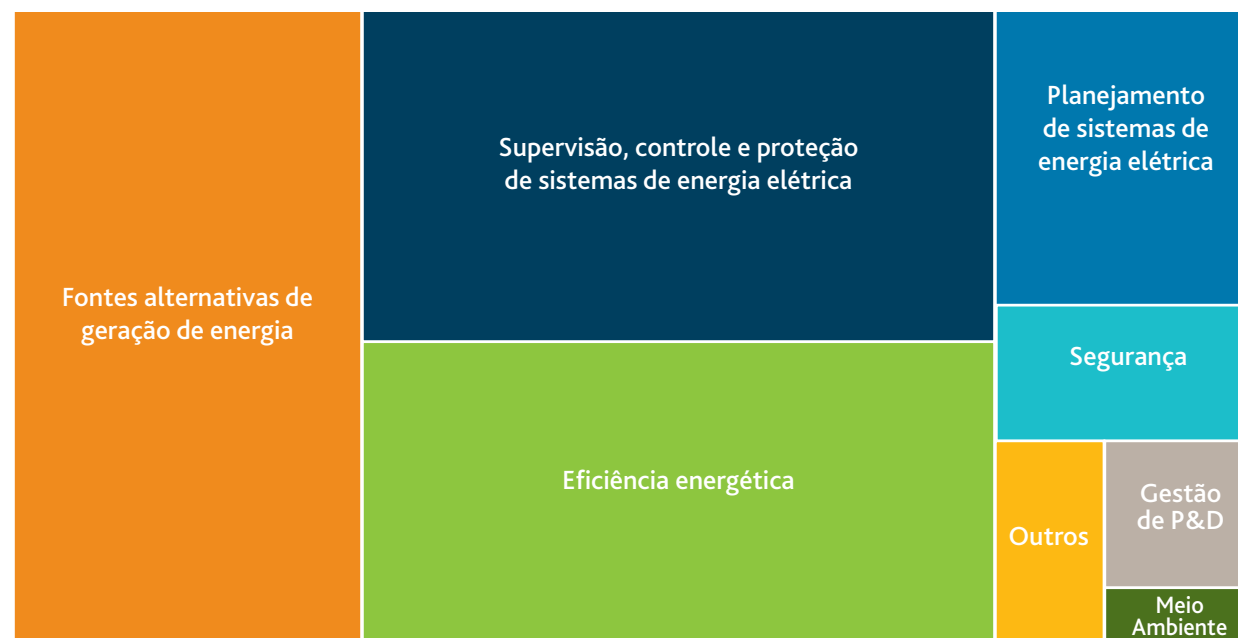 Fontes alternativas de
geração de energia
Supervisão, controle e proteção
de sistemas de energia elétrica
Eficiência energética
Planejamento
de sistemas de
energia elétrica
Segurança
Outros
Gestão
de P&D
Meio
Ambiente